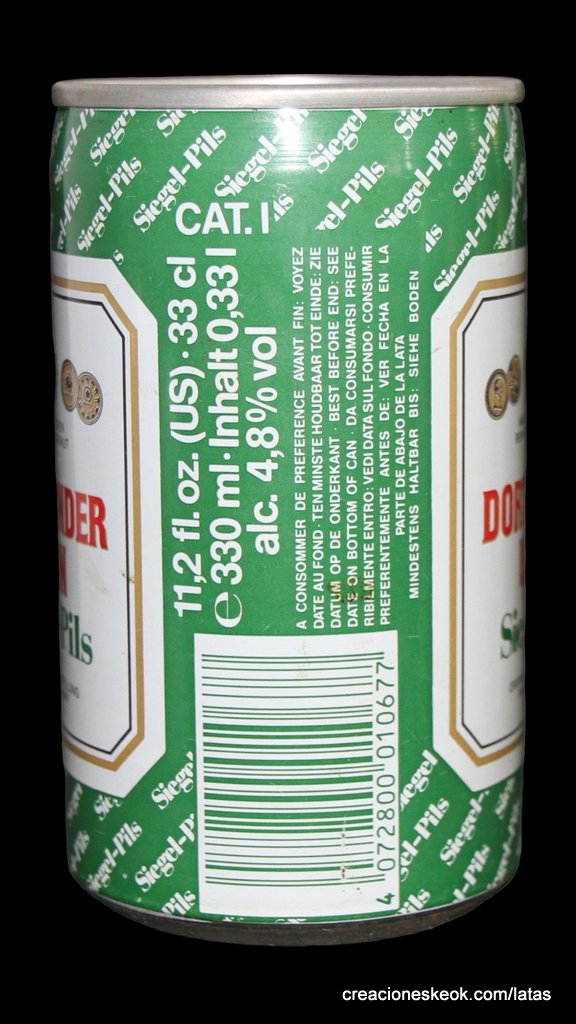 Siegel-Pils
CAT. I
11,2 fl. oz. (US) · 33 cl
℮ 330 ml · Inhalt 0,33 l
alc. 4,8% vol
A CONSOMMER DE PREFERENCE AVANT FIN: VOYEZ
DATE AU FOND · TEN MINSTE HOUDBAAR TOT EINDE: ZIE
DATUM OP DE ONDERKANT · BEST BEFORE END: SEE
DATE ON BOTTOM OF CAN · DA CONSUMARSI PREFE-
RIBILMENTE ENTRO: VEDI DATA SUL FONDO · CONSUMIR
PREFERENTEMENTE ANTES DE: VER FECHA EN LA
PARTE DE ABAJO DE LA LATA
MINDESTENS HALTBAR BIS: SIEHE BODEN
4 072800 010677
NDER
N
Pils
DOR
Sie
creacioneskeok.com/latas